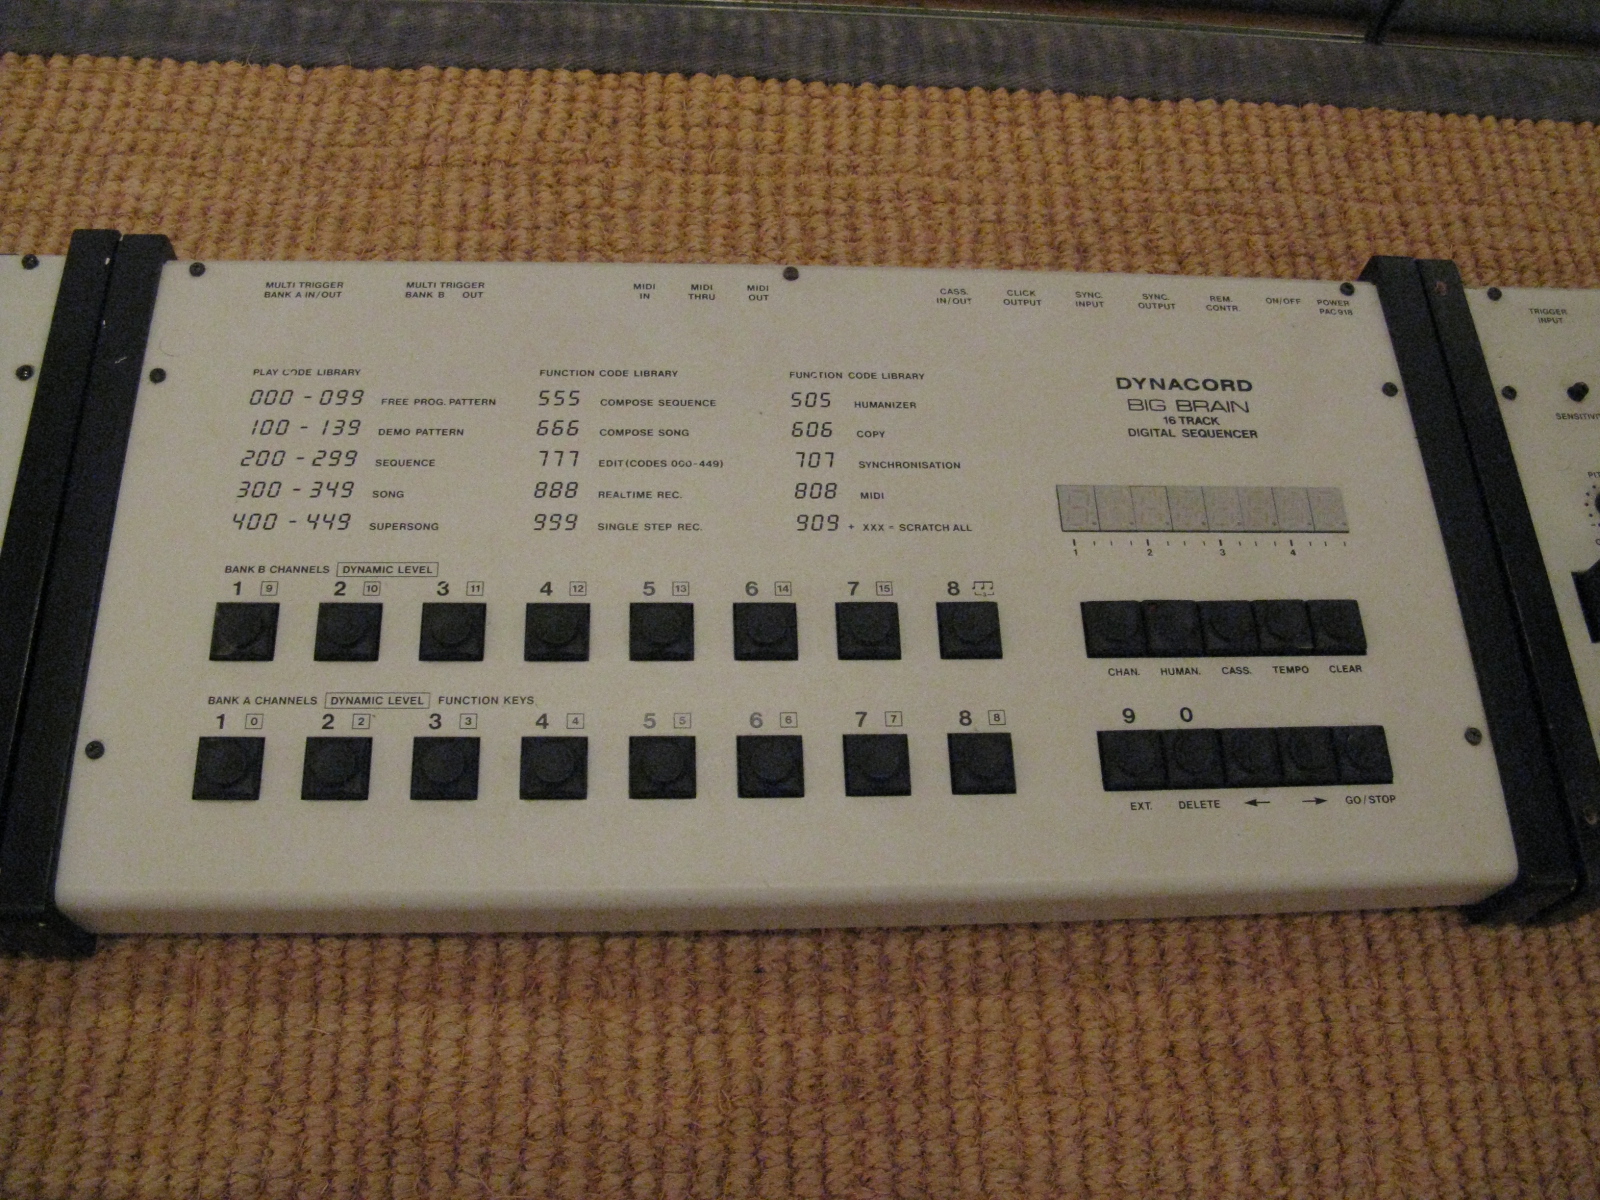 MULTI TRIGGER
BANK A IN/OUT
MULTI TRIGGER
BANK B OUT
MIDI
IN
MIDI
THRU
MIDI
OUT
CASS.
IN/OUT
CLICK
OUTPUT
SYNC.
INPUT
SYNC.
OUTPUT
REM.
CONTR.
ON/OFF
POWER
PAC 918
TRIGGER
INPUT
PLAY CODE LIBRARY
000 - 099 FREE PROG. PATTERN
100 - 139 DEMO PATTERN
200 - 299 SEQUENCE
300 - 349 SONG
400 - 449 SUPERSONG
FUNCTION CODE LIBRARY
555 COMPOSE SEQUENCE
666 COMPOSE SONG
777 EDIT (CODES 000-449)
888 REALTIME REC.
999 SINGLE STEP REC.
FUNCTION CODE LIBRARY
505 HUMANIZER
606 COPY
707 SYNCHRONISATION
808 MIDI
909 + XXX = SCRATCH ALL
DYNACORD
BIG BRAIN
16 TRACK
DIGITAL SEQUENCER
1 2 3 4
BANK B CHANNELS DYNAMIC LEVEL
1 9 2 10 3 11 4 12 5 13 6 14 7 15 8
CHAN. HUMAN. CASS. TEMPO CLEAR
BANK A CHANNELS DYNAMIC LEVEL FUNCTION KEYS
1 0 2 2 3 3 4 4 5 5 6 6 7 7 8 8
9 0
EXT. DELETE ← → GO/STOP